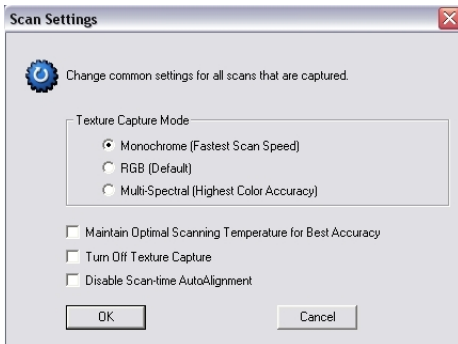 Scan Settings
Change common settings for all scans that are captured.
Texture Capture Mode
Monochrome (Fastest Scan Speed)
RGB (Default)
Multi-Spectral (Highest Color Accuracy)
Maintain Optimal Scanning Temperature for Best Accuracy
Turn Off Texture Capture
Disable Scan-time AutoAlignment
OK
Cancel